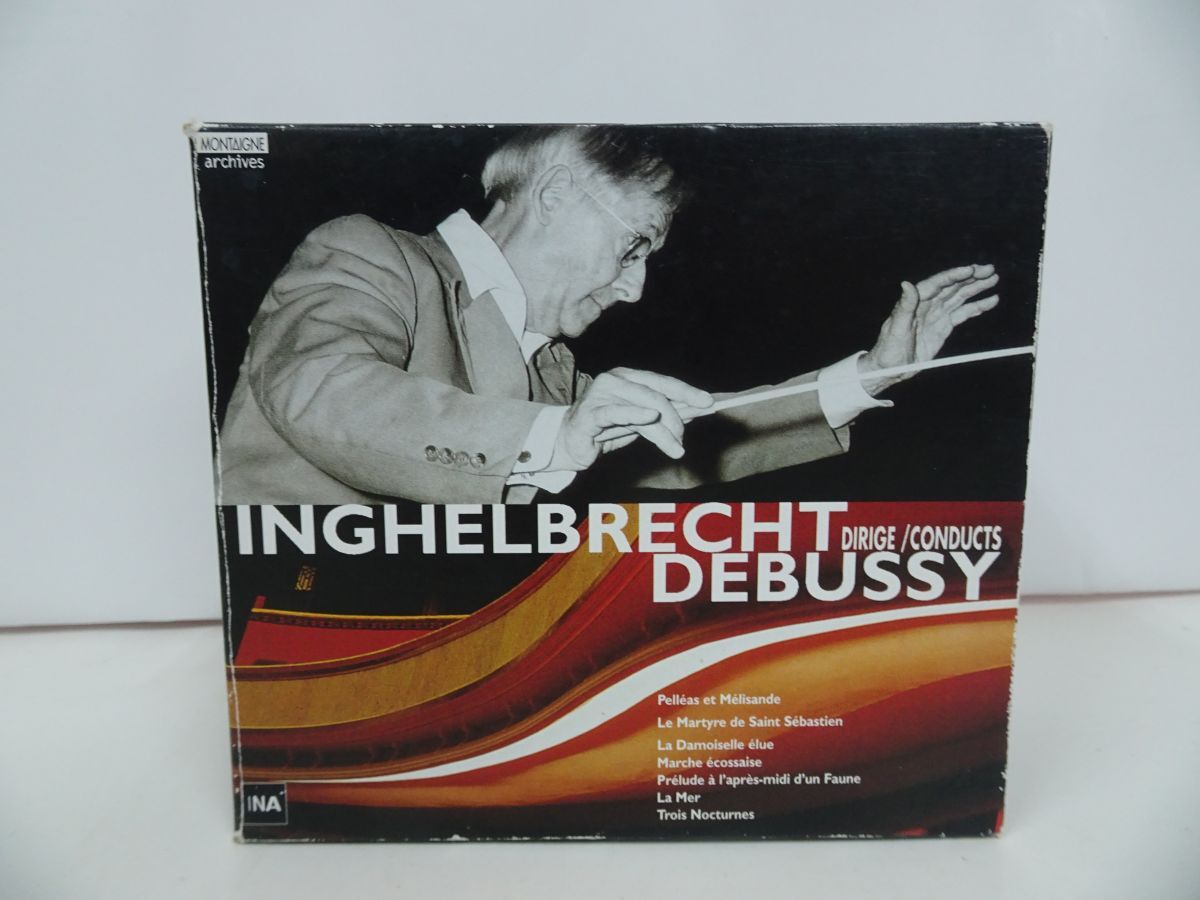 MONTAIGNE
archives
INGHELBRECHT DIRIGE /CONDUCTS
DEBUSSY
Pelléas et Mélisande
Le Martyre de Saint Sébastien
La Damoiselle élue
Marche écossaise
Prélude à l'après-midi d'un Faune
La Mer
Trois Nocturnes
INA